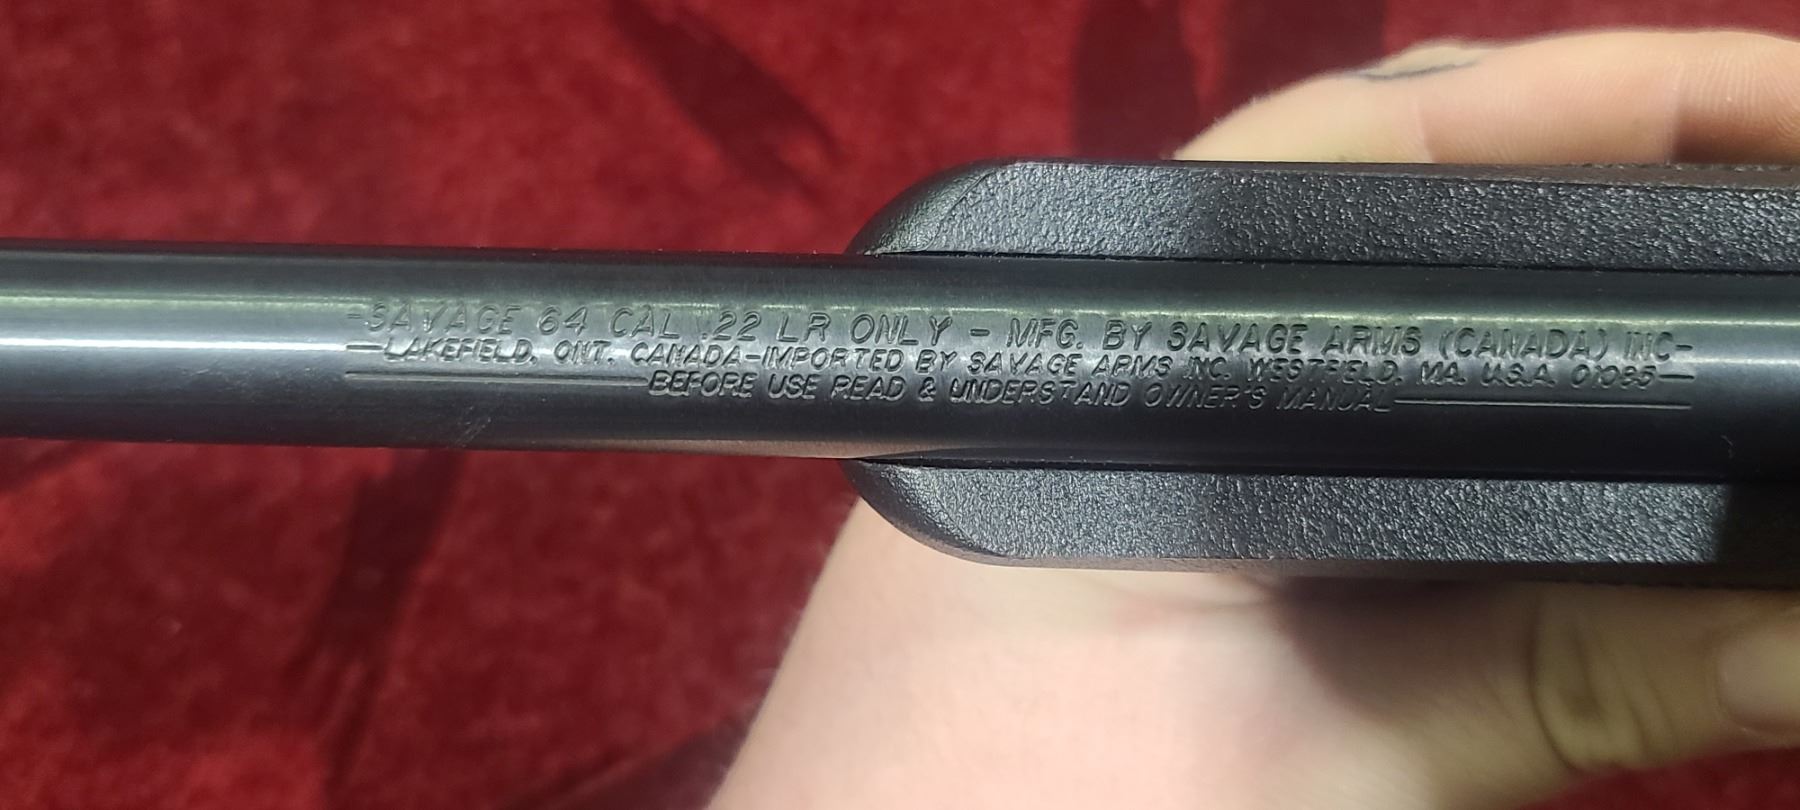 -SAVAGE 64 CAL .22 LR ONLY - MFG. BY SAVAGE ARMS (CANADA) INC-
—LAKEFIELD, ONT. CANADA-IMPORTED BY SAVAGE ARMS INC. WESTFIELD, MA. U.S.A. 01085—
—BEFORE USE READ & UNDERSTAND OWNER'S MANUAL—